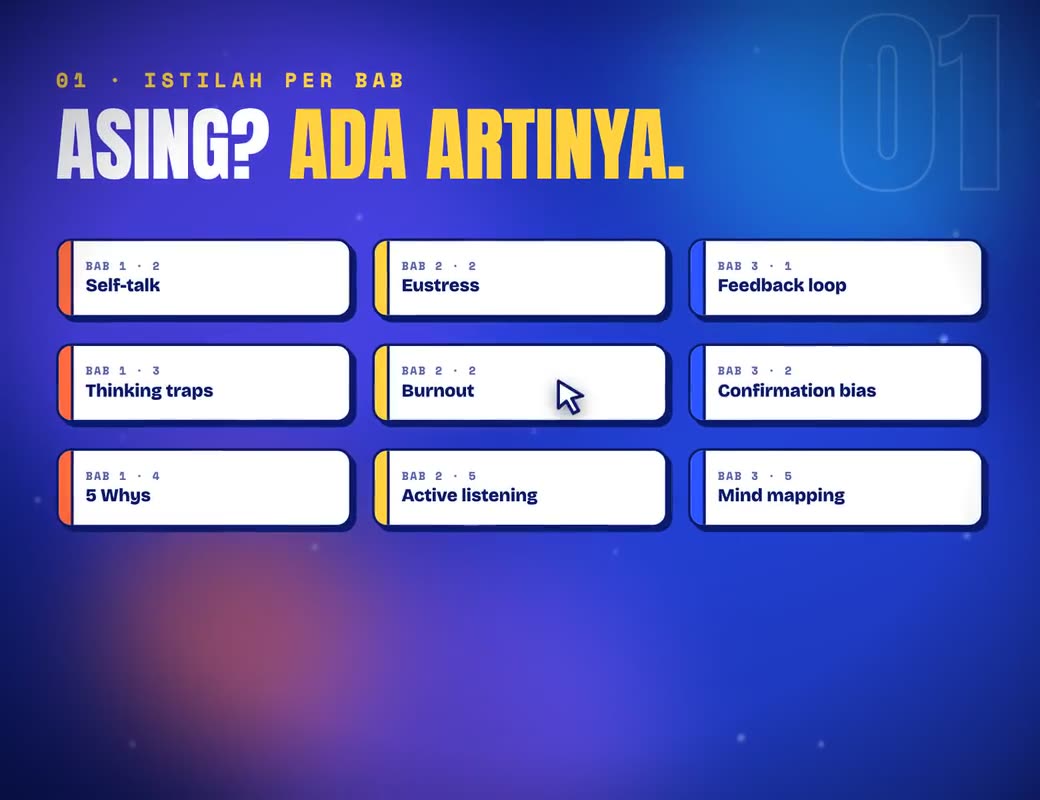 01
01 · ISTILAH PER BAB
ASING? ADA ARTINYA.
BAB 1 · 2
Self-talk
BAB 2 · 2
Eustress
BAB 3 · 1
Feedback loop
BAB 1 · 3
Thinking traps
BAB 2 · 2
Burnout
BAB 3 · 2
Confirmation bias
BAB 1 · 4
5 Whys
BAB 2 · 5
Active listening
BAB 3 · 5
Mind mapping